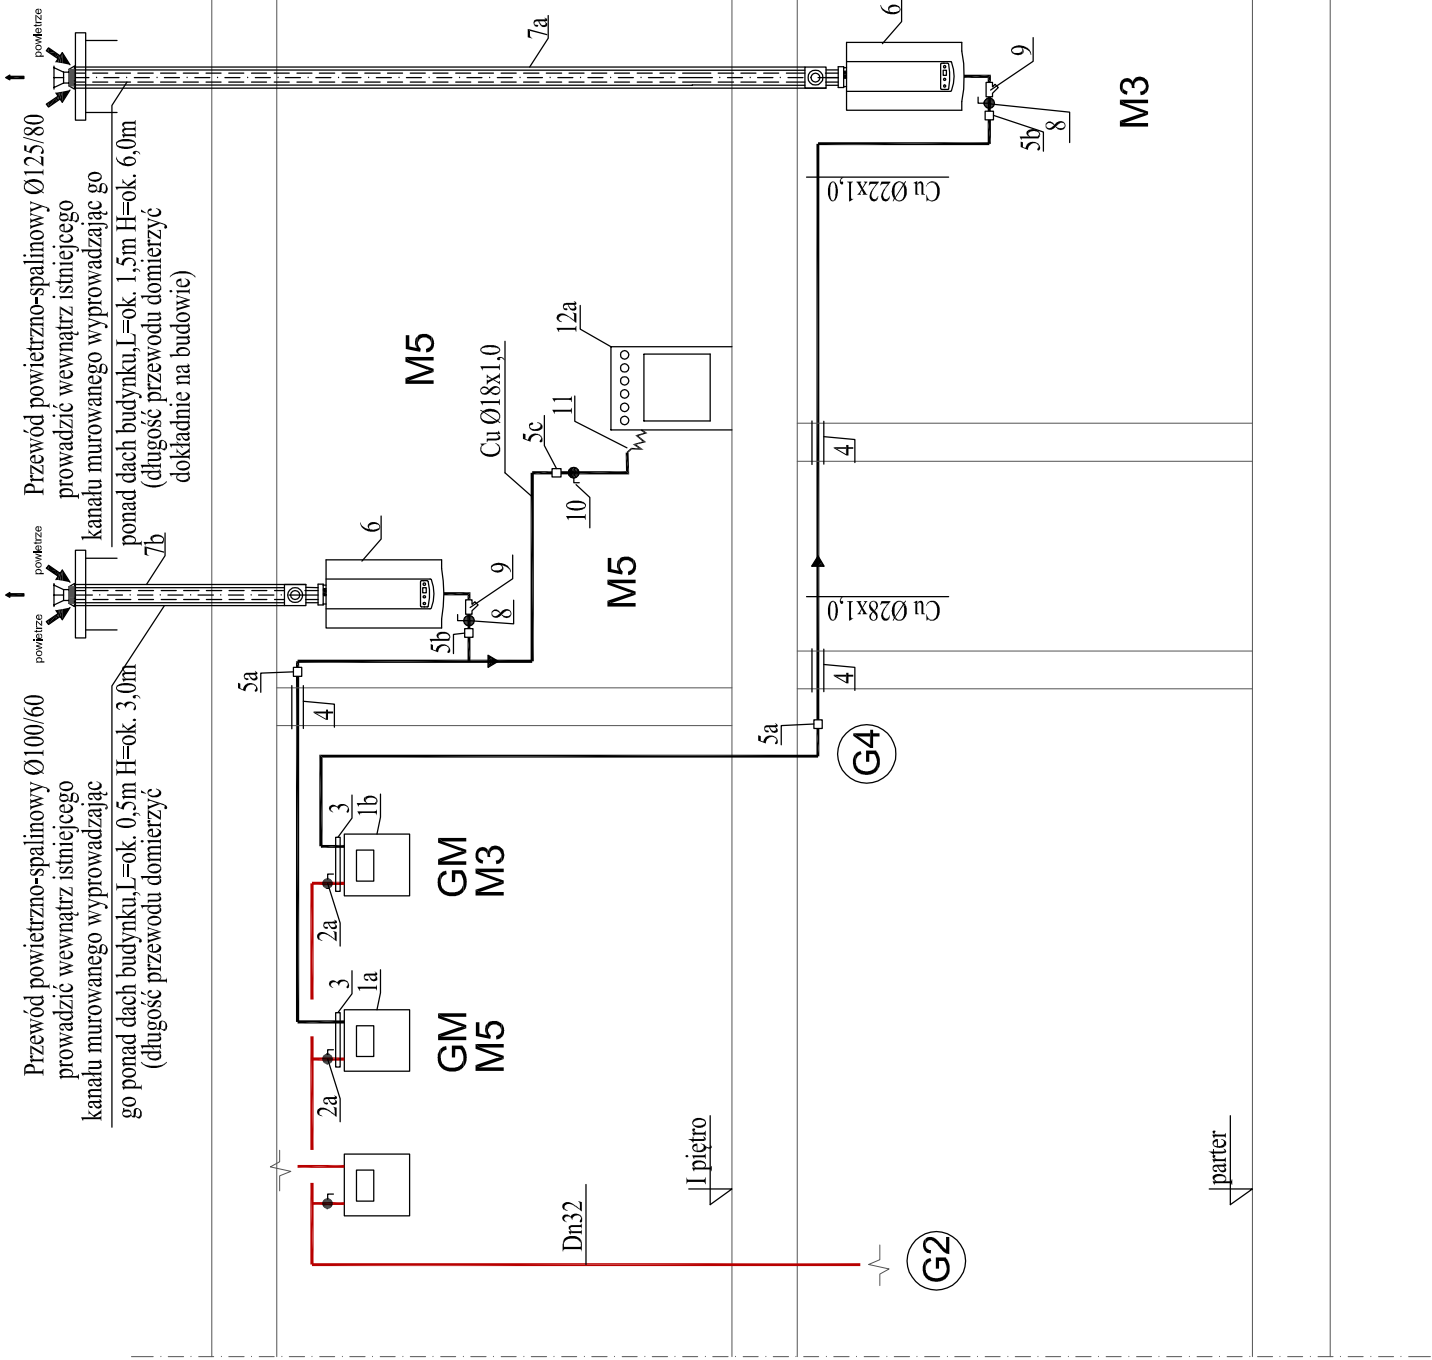 Przewód powietrzno-spalinowy Ø100/60
prowadzić wewnątrz istniejcego
kanału murowanego wyprowadzając
go ponad dach budynku,L=ok. 0,5m H=ok. 3,0m
(długość przewodu domierzyć
Przewód powietrzno-spalinowy Ø125/80
prowadzić wewnątrz istniejcego
kanału murowanego wyprowadzając go
ponad dach budynku,L=ok. 1,5m H=ok. 6,0m
(długość przewodu domierzyć
dokładnie na budowie)
powietrze
powietrze
powietrze
7b
7a
6
6
9
8
5b
5a
4
M5
M5
Cu Ø18x1,0
5c
10
11
12a
3
1b
2a
GM
M3
3
1a
2a
GM
M5
Dn32
I piętro
parter
G2
G4
5a
4
4
Cu Ø28x1,0
Cu Ø22x1,0
9
8
5b
M3